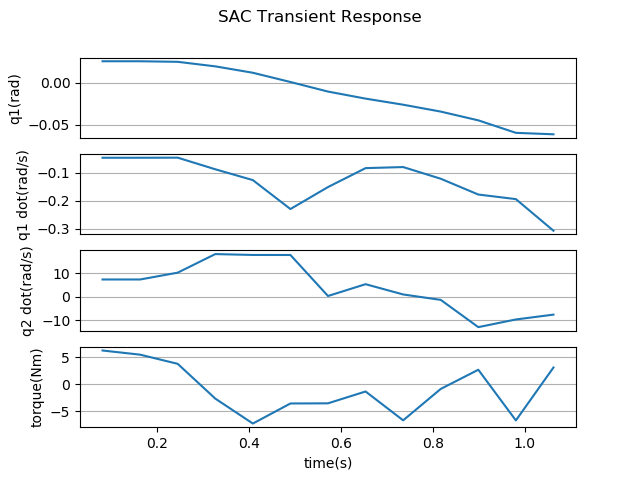 SAC Transient Response
q1(rad)
0.00
−0.05
q1 dot(rad/s)
−0.1
−0.2
−0.3
q2 dot(rad/s)
10
0
−10
torque(Nm)
5
0
−5
0.2 0.4 0.6 0.8 1.0
time(s)